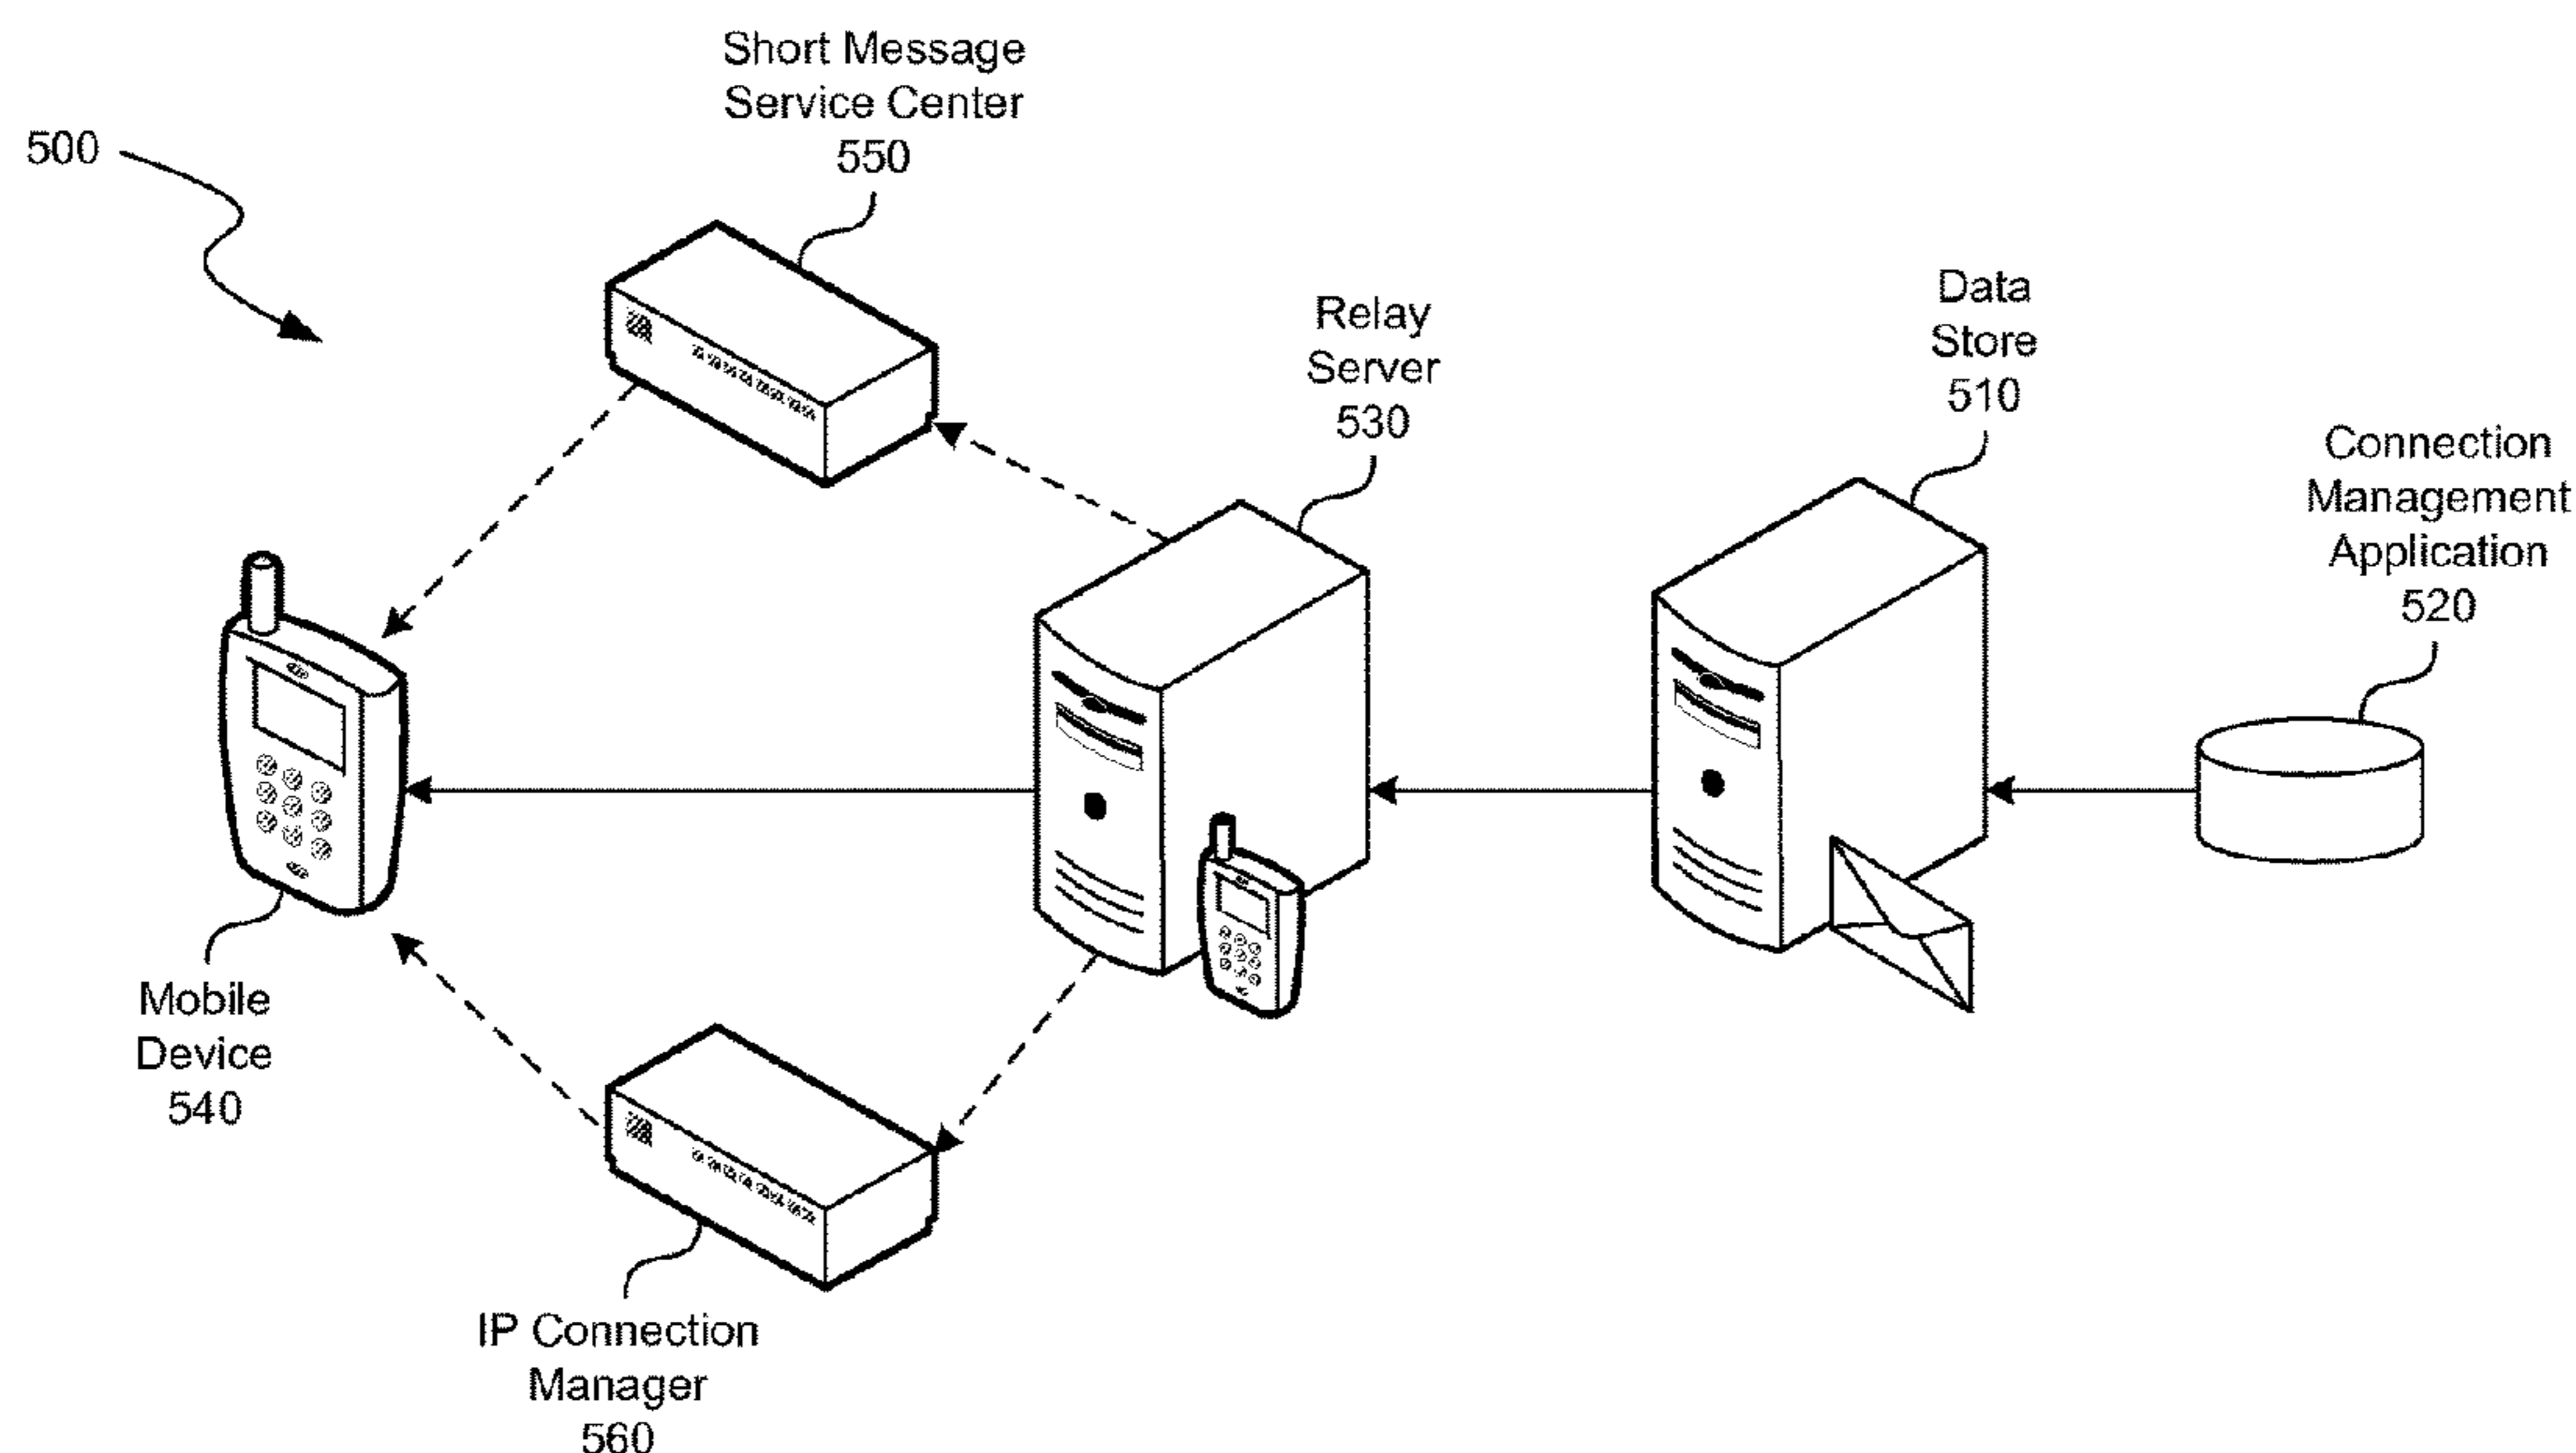 Short Message
Service Center
550
500
Relay
Server
530
Data
Store
510
Connection
Management
Application
520
Mobile
Device
540
IP Connection
Manager
560